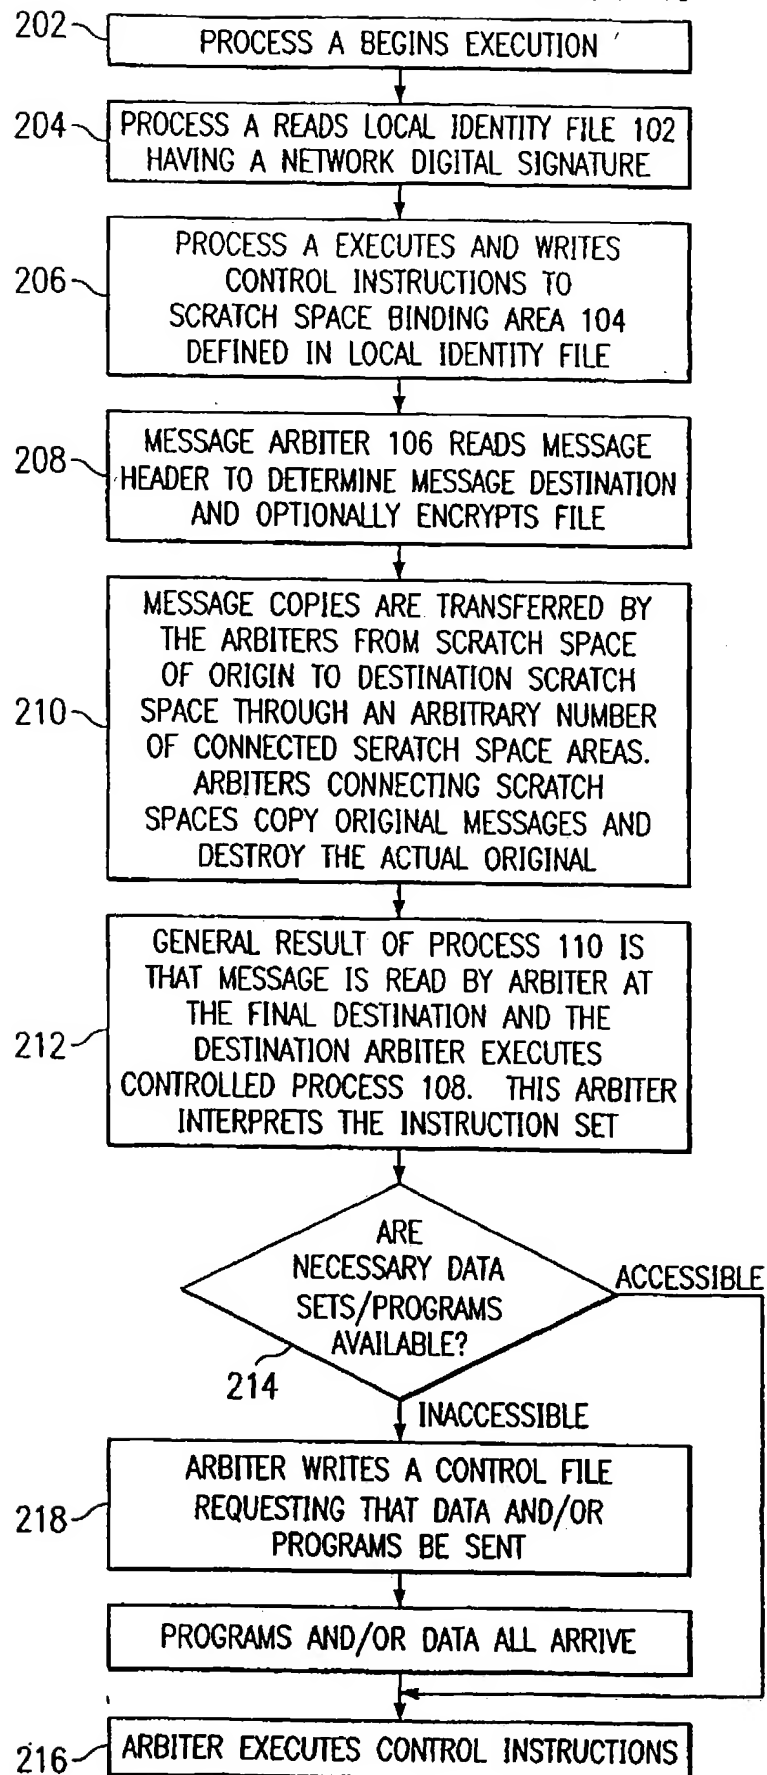 202
PROCESS A BEGINS EXECUTION
204
PROCESS A READS LOCAL IDENTITY FILE 102
HAVING A NETWORK DIGITAL SIGNATURE
206
PROCESS A EXECUTES AND WRITES
CONTROL INSTRUCTIONS TO
SCRATCH SPACE BINDING AREA 104
DEFINED IN LOCAL IDENTITY FILE
208
MESSAGE ARBITER 106 READS MESSAGE
HEADER TO DETERMINE MESSAGE DESTINATION
AND OPTIONALLY ENCRYPTS FILE
210
MESSAGE COPIES ARE TRANSFERRED BY
THE ARBITERS FROM SCRATCH SPACE
OF ORIGIN TO DESTINATION SCRATCH
SPACE THROUGH AN ARBITRARY NUMBER
OF CONNECTED SERATCH SPACE AREAS.
ARBITERS CONNECTING SCRATCH
SPACES COPY ORIGINAL MESSAGES AND
DESTROY THE ACTUAL ORIGINAL
212
GENERAL RESULT OF PROCESS 110 IS
THAT MESSAGE IS READ BY ARBITER AT
THE FINAL DESTINATION AND THE
DESTINATION ARBITER EXECUTES
CONTROLLED PROCESS 108. THIS ARBITER
INTERPRETS THE INSTRUCTION SET
ARE
NECESSARY DATA
SETS/PROGRAMS
AVAILABLE?
214
ACCESSIBLE
INACCESSIBLE
218
ARBITER WRITES A CONTROL FILE
REQUESTING THAT DATA AND/OR
PROGRAMS BE SENT
PROGRAMS AND/OR DATA ALL ARRIVE
216
ARBITER EXECUTES CONTROL INSTRUCTIONS